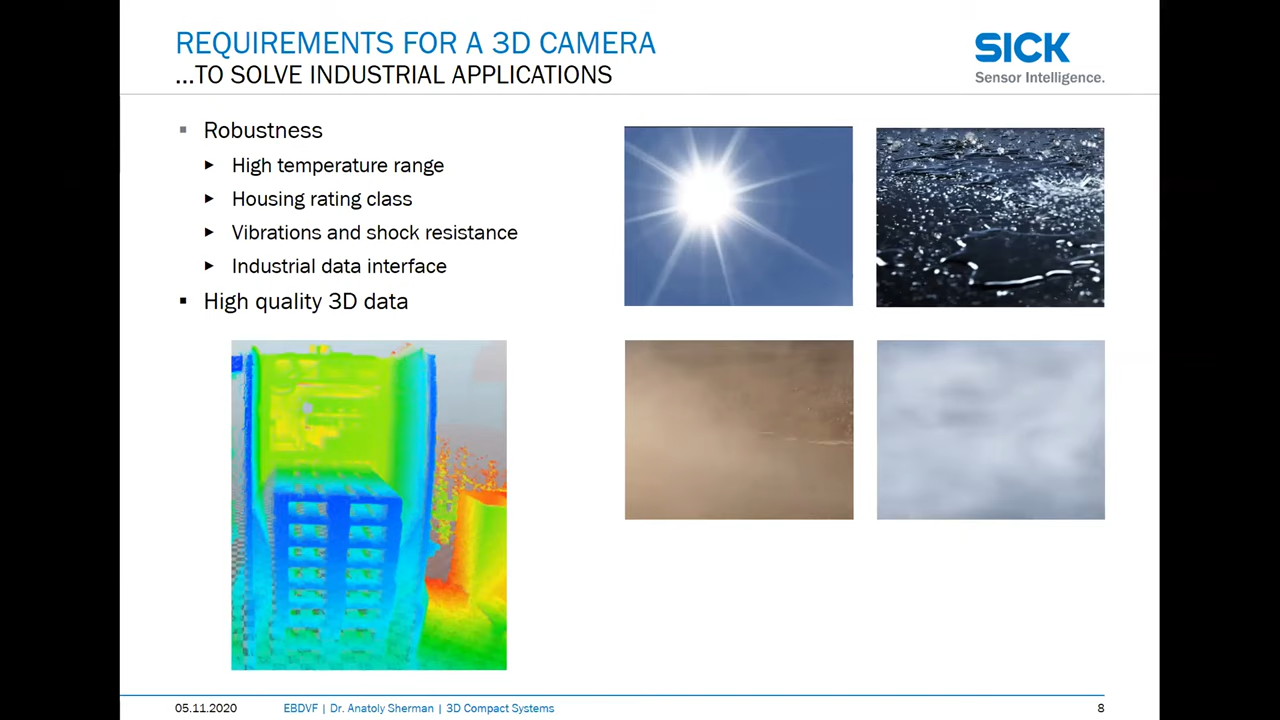 REQUIREMENTS FOR A 3D CAMERA
...TO SOLVE INDUSTRIAL APPLICATIONS
SICK
Sensor Intelligence.
Robustness
High temperature range
Housing rating class
Vibrations and shock resistance
Industrial data interface
High quality 3D data
05.11.2020 EBDVF | Dr. Anatoly Sherman | 3D Compact Systems 8